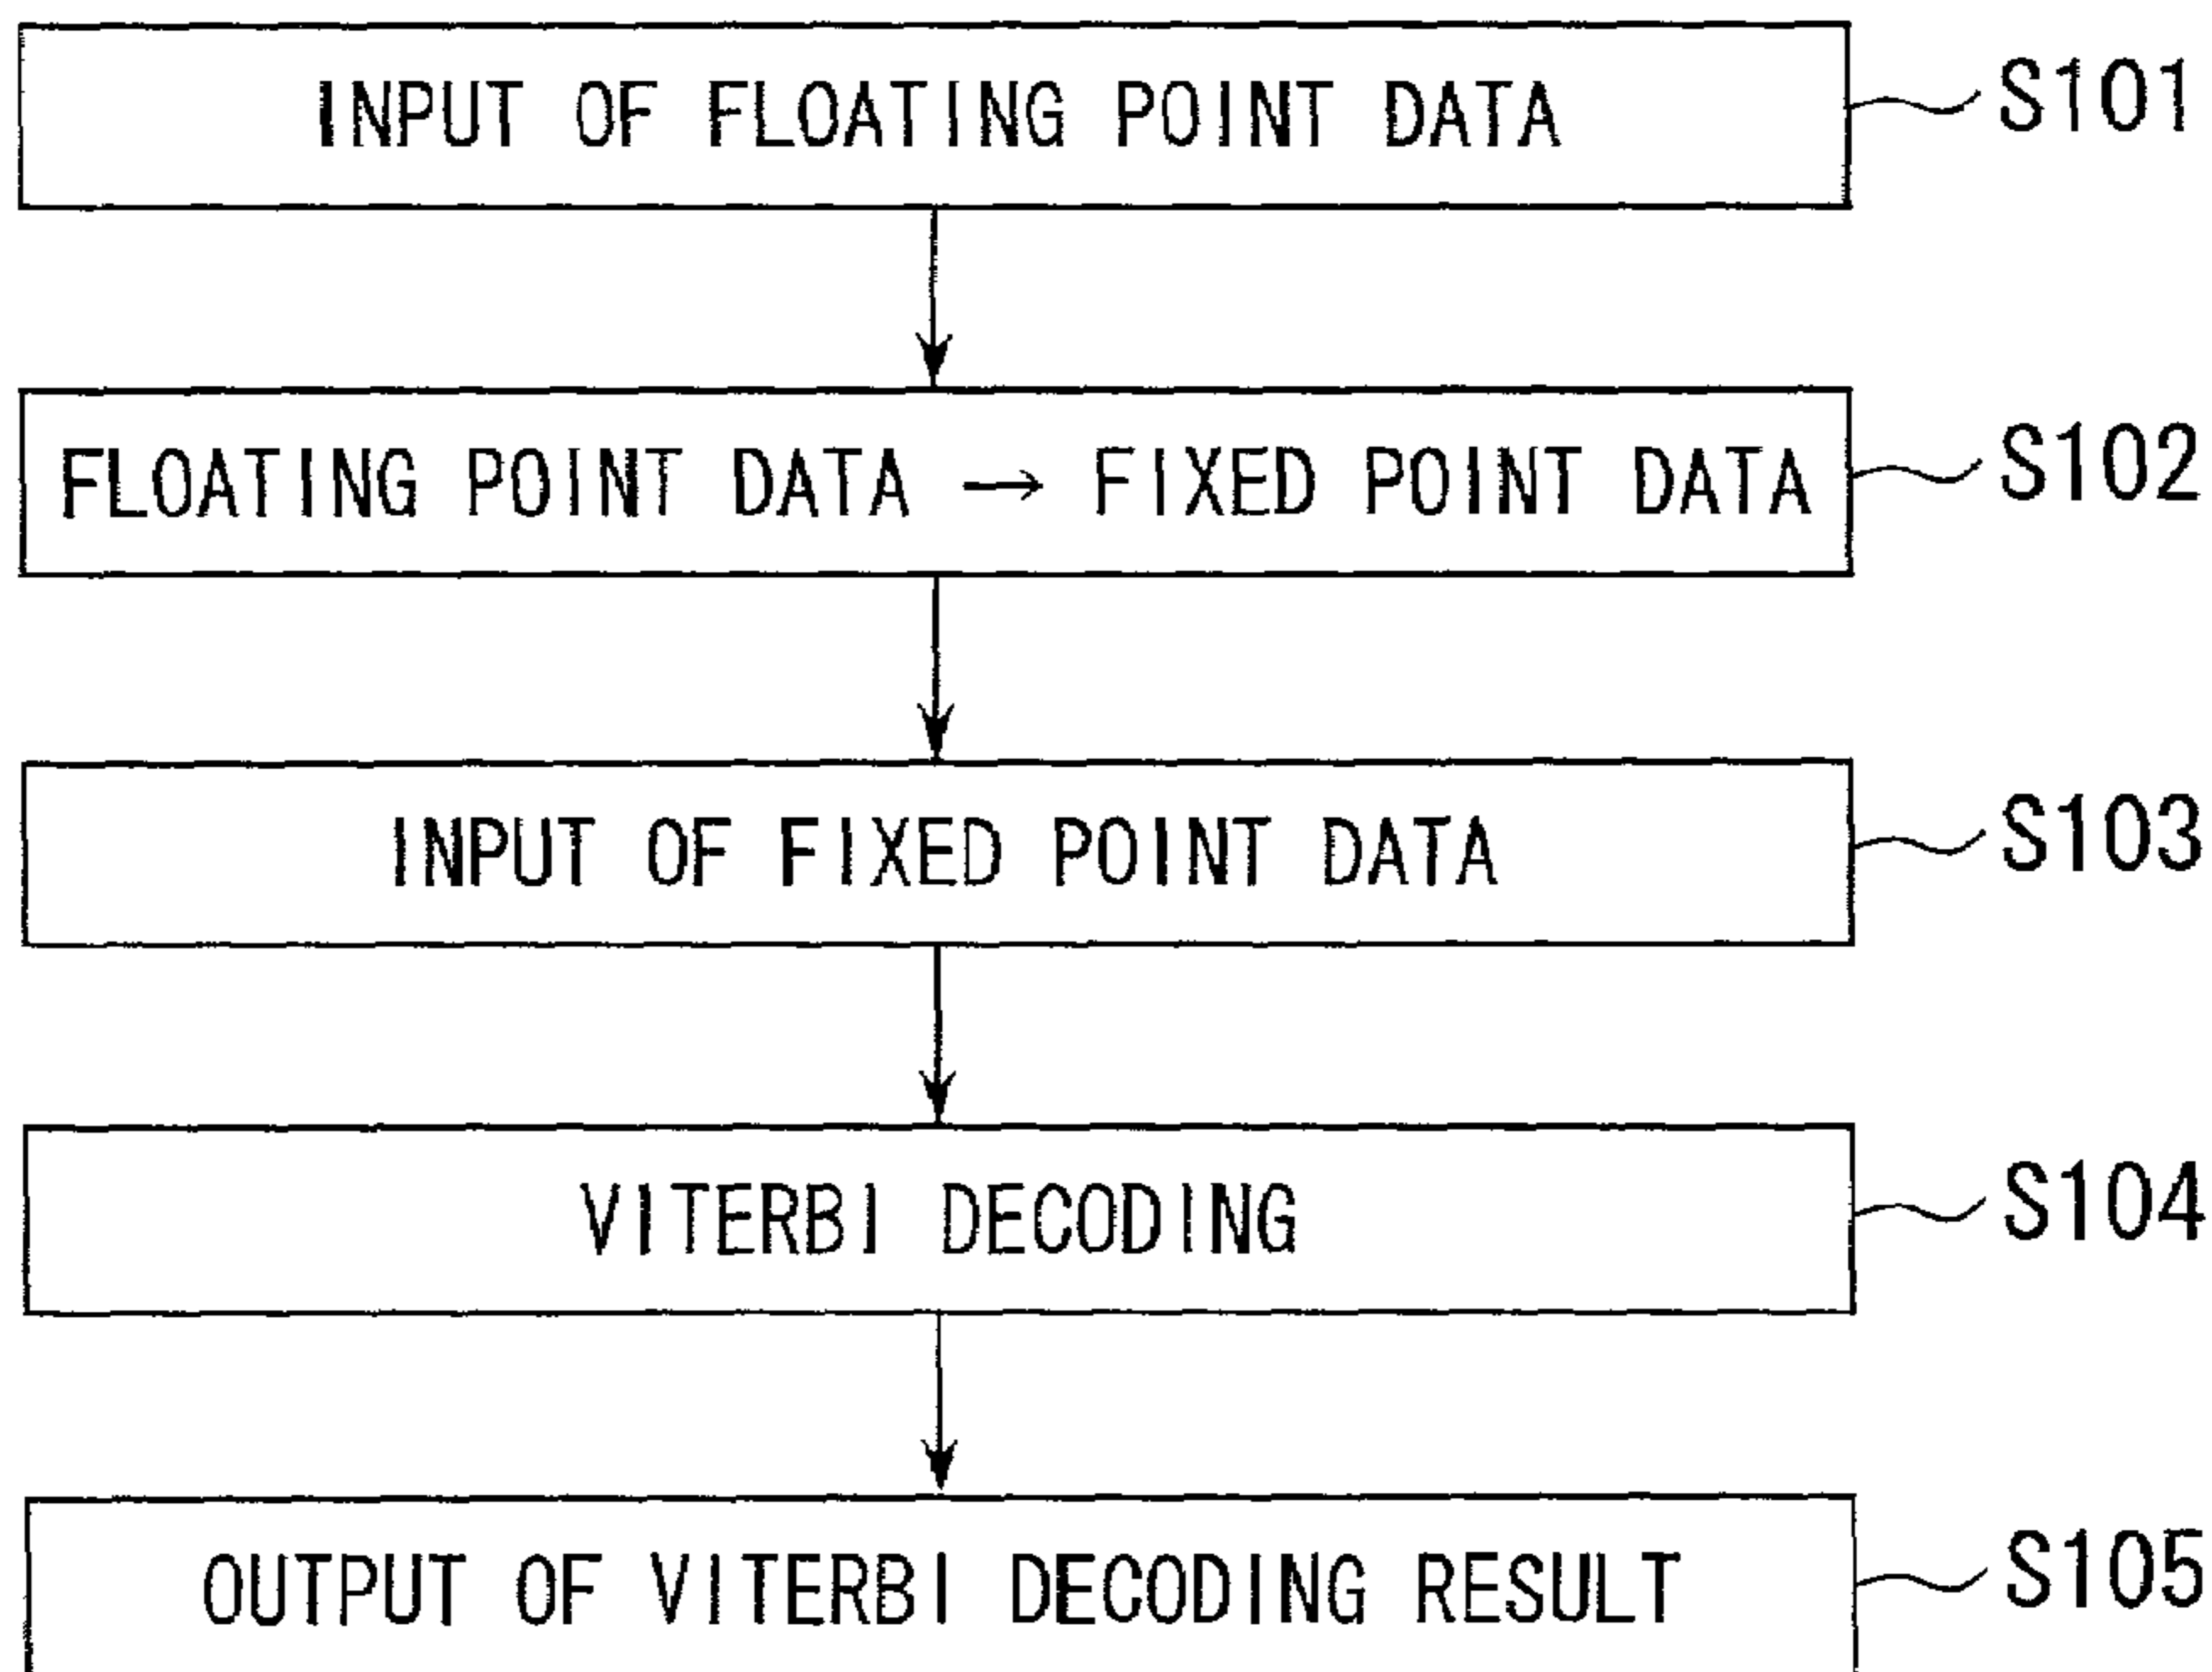 INPUT OF FLOATING POINT DATA S101
FLOATING POINT DATA → FIXED POINT DATA S102
INPUT OF FIXED POINT DATA S103
VITERBI DECODING S104
OUTPUT OF VITERBI DECODING RESULT S105